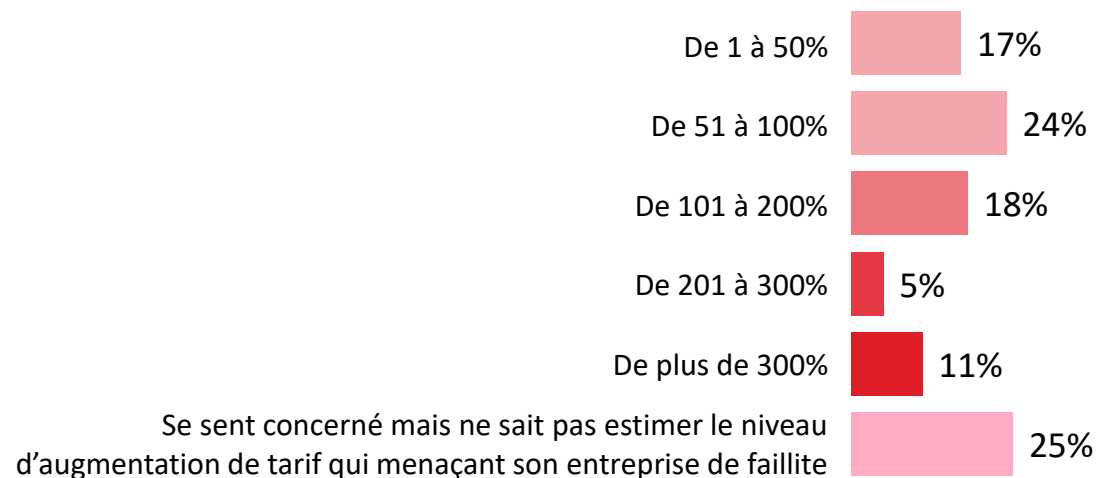 De 1 à 50% 17%
De 51 à 100% 24%
De 101 à 200% 18%
De 201 à 300% 5%
De plus de 300% 11%
Se sent concerné mais ne sait pas estimer le niveau
d’augmentation de tarif qui menaçant son entreprise de faillite 25%